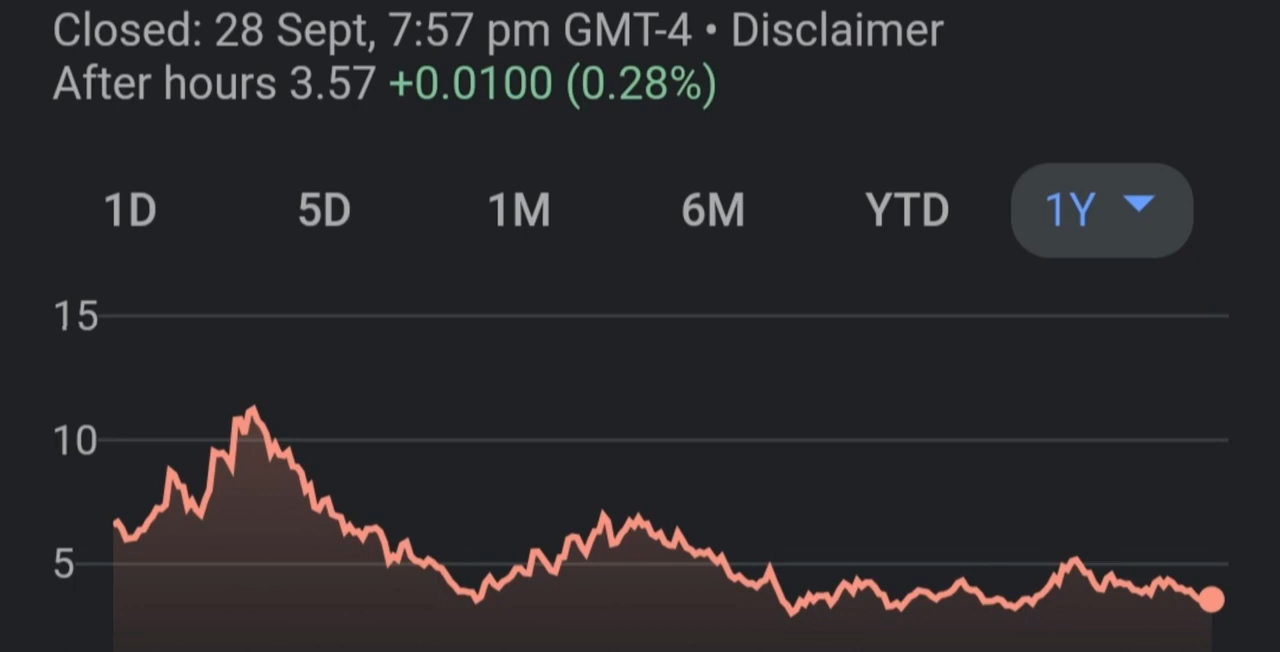 Closed: 28 Sept, 7:57 pm GMT-4 • Disclaimer
After hours 3.57 +0.0100 (0.28%)
1D 5D 1M 6M YTD 1Y
15
10
5